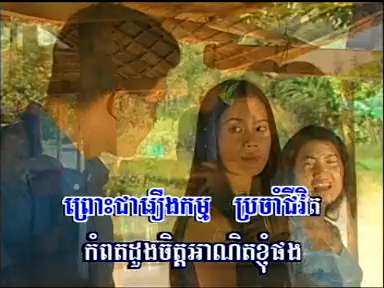 ព្រោះជារឿងកម្ម ប្រចាំជីវិត
កំពតដួងចិត្តអាណិតខ្ញុំផង